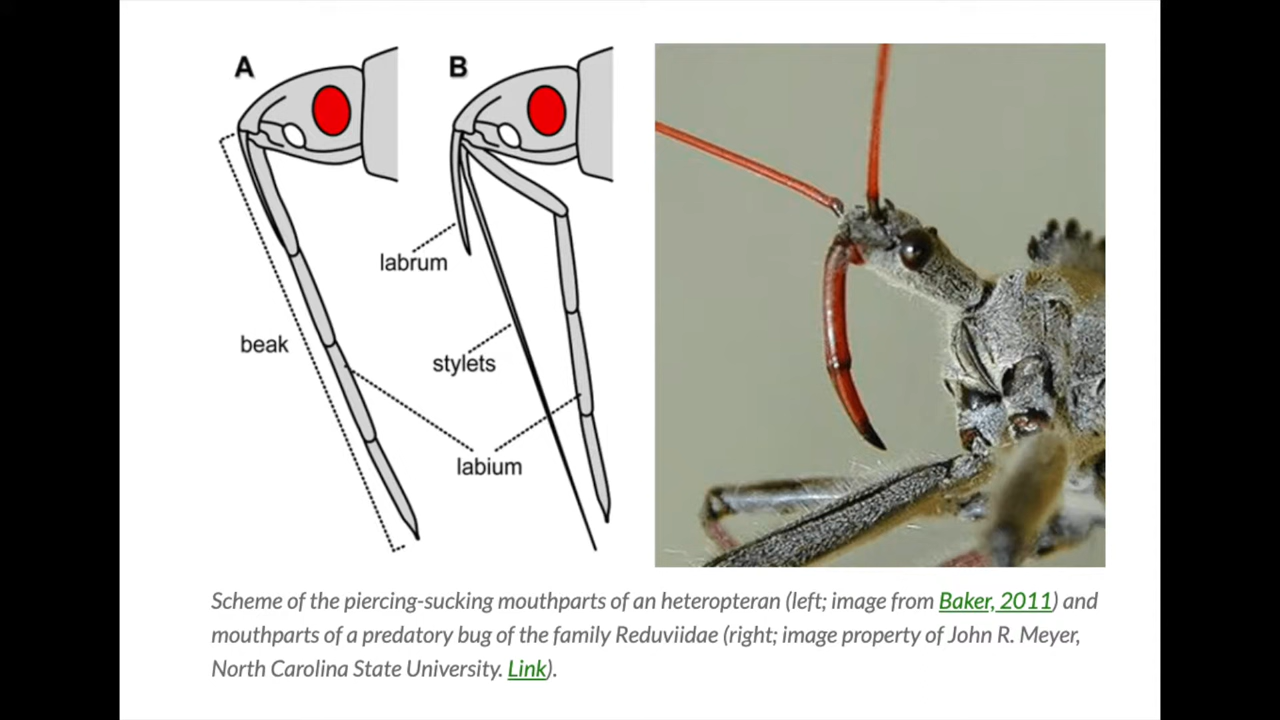 A
B
labrum
beak
stylets
labium
Scheme of the piercing-sucking mouthparts of an heteropteran (left; image from Baker, 2011) and
mouthparts of a predatory bug of the family Reduviidae (right; image property of John R. Meyer,
North Carolina State University. Link).